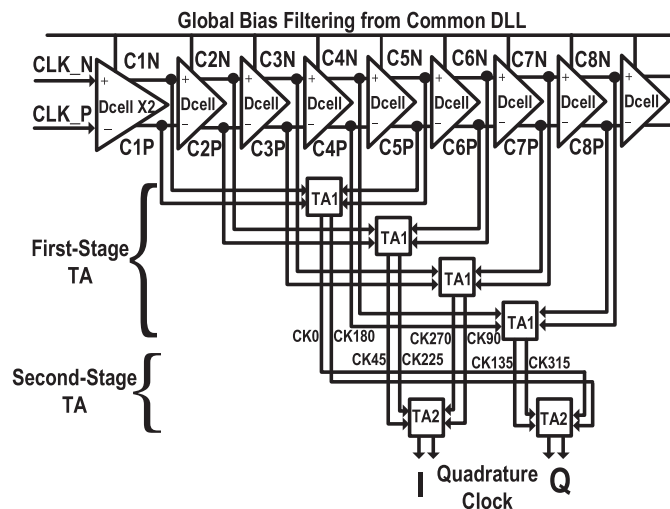 Global Bias Filtering from Common DLL
CLK_N C1N C2N C3N C4N C5N C6N C7N C8N
+ + + + + + + + +
Dcell X2 Dcell Dcell Dcell Dcell Dcell Dcell Dcell Dcell
CLK_P
− − − − − − − − −
C1P C2P C3P C4P C5P C6P C7P C8P
TA1
TA1
First-Stage
TA
TA1
TA1
CK0 CK180 CK270 CK90
CK45 CK225 CK135 CK315
Second-Stage
TA
TA2 TA2
I Quadrature Q
Clock